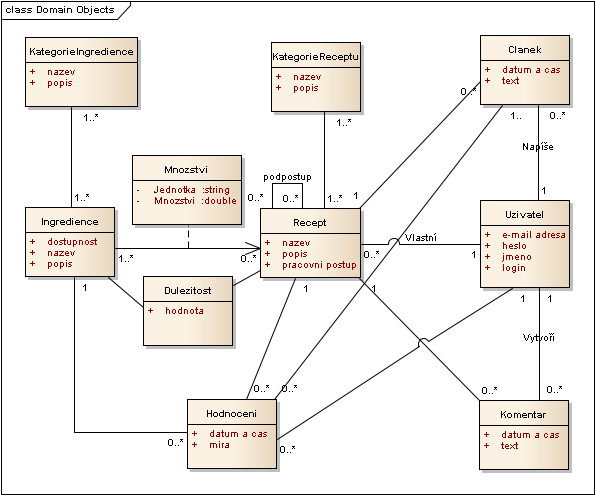 class Domain Objects
KategorieIngredience
+ nazev
+ popis
KategorieReceptu
+ nazev
+ popis
Clanek
+ datum a cas
+ text
1..*
1..*
0..*
1..
0..*
Napíše
Mnozstvi
- Jednotka :string
- Mnozstvi :double
podpostup
0..*
0..*
1..*
1..*
1
1
Ingredience
+ dostupnost
+ nazev
+ popis
Recept
+ nazev
+ popis
+ pracovni postup
Uzivatel
+ e-mail adresa
+ heslo
+ jmeno
+ login
Vlastní
1..*
0..*
0..*
1
Dulezitost
+ hodnota
1
1
1
1
1
Vytvoří
0..*
0..*
0..*
0..*
Hodnoceni
+ datum a cas
+ mira
0..*
0..*
Komentar
+ datum a cas
+ text